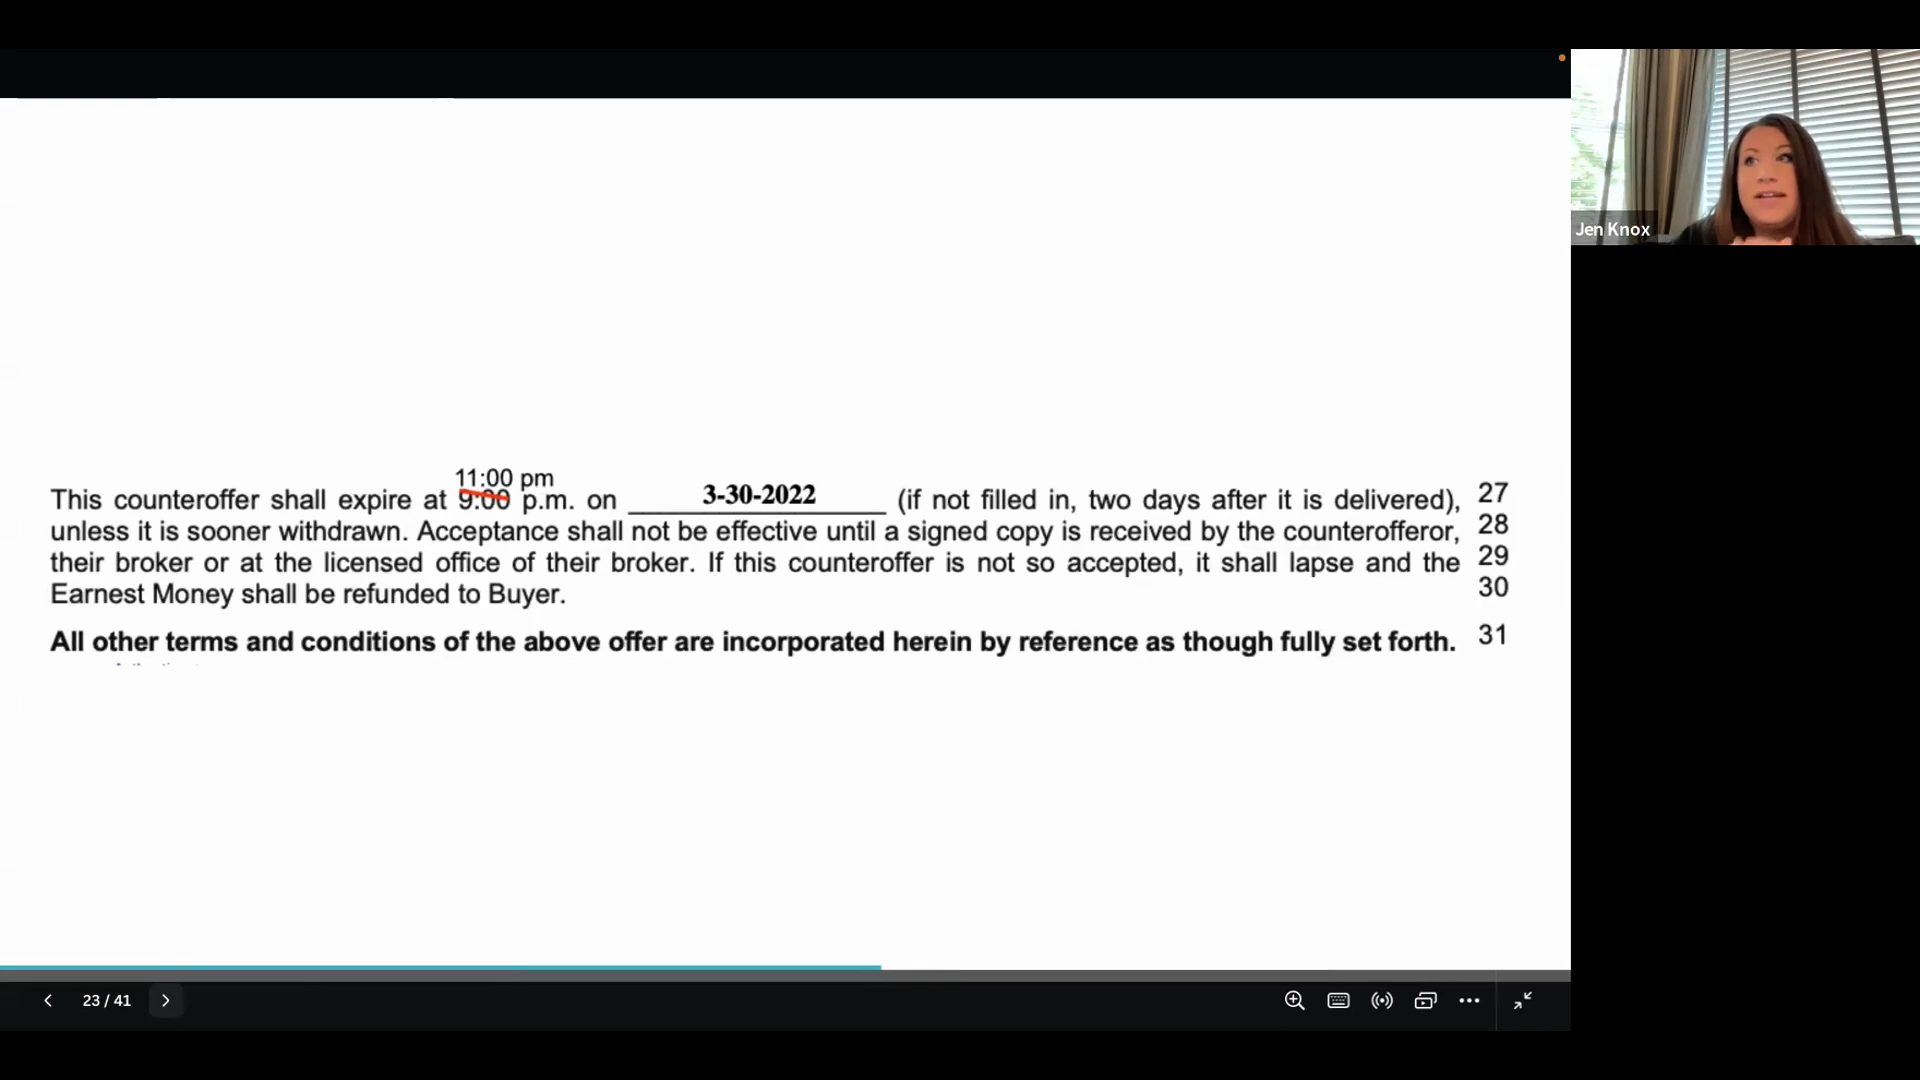 Jen Knox
11:00 pm
This counteroffer shall expire at 9:00 p.m. on 3-30-2022 (if not filled in, two days after it is delivered), 27
unless it is sooner withdrawn. Acceptance shall not be effective until a signed copy is received by the counterofferor, 28
their broker or at the licensed office of their broker. If this counteroffer is not so accepted, it shall lapse and the 29
Earnest Money shall be refunded to Buyer. 30
All other terms and conditions of the above offer are incorporated herein by reference as though fully set forth. 31
23 / 41